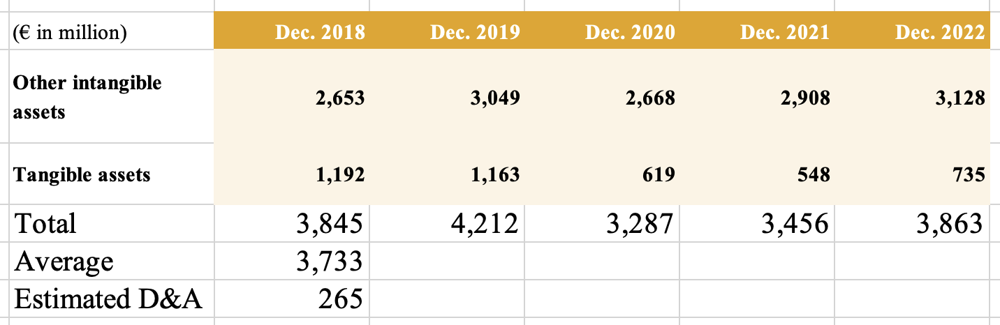 (€ in million) Dec. 2018 Dec. 2019 Dec. 2020 Dec. 2021 Dec. 2022
Other intangible
assets 2,653 3,049 2,668 2,908 3,128
Tangible assets 1,192 1,163 619 548 735
Total 3,845 4,212 3,287 3,456 3,863
Average 3,733
Estimated D&A 265